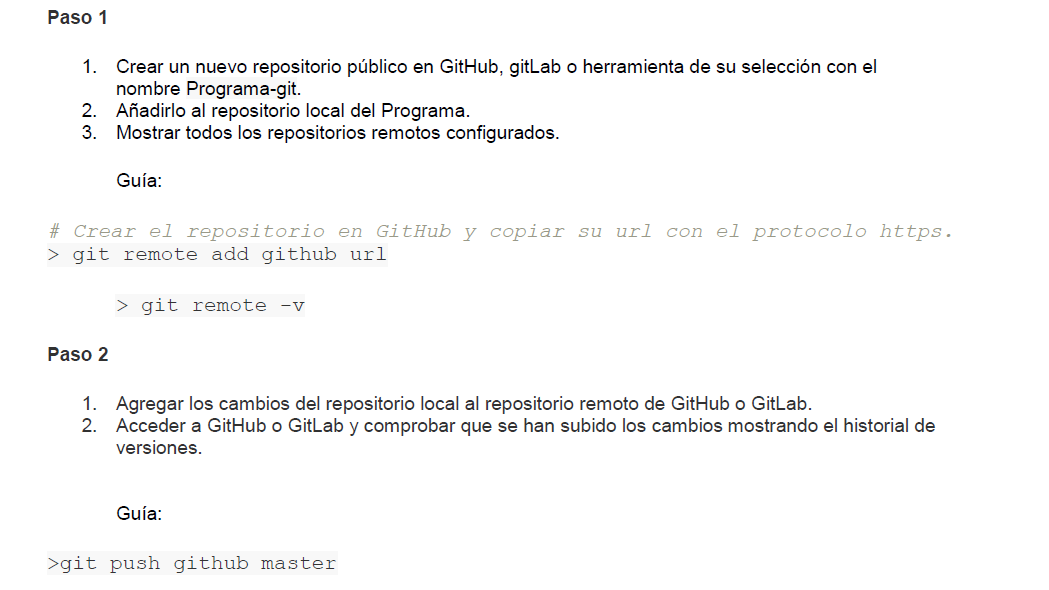 Paso 1
1. Crear un nuevo repositorio público en GitHub, gitLab o herramienta de su selección con el
nombre Programa-git.
2. Añadirlo al repositorio local del Programa.
3. Mostrar todos los repositorios remotos configurados.
Guía:
# Crear el repositorio en GitHub y copiar su url con el protocolo https.
> git remote add github url
> git remote –v
Paso 2
1. Agregar los cambios del repositorio local al repositorio remoto de GitHub o GitLab.
2. Acceder a GitHub o GitLab y comprobar que se han subido los cambios mostrando el historial de
versiones.
Guía:
>git push github master